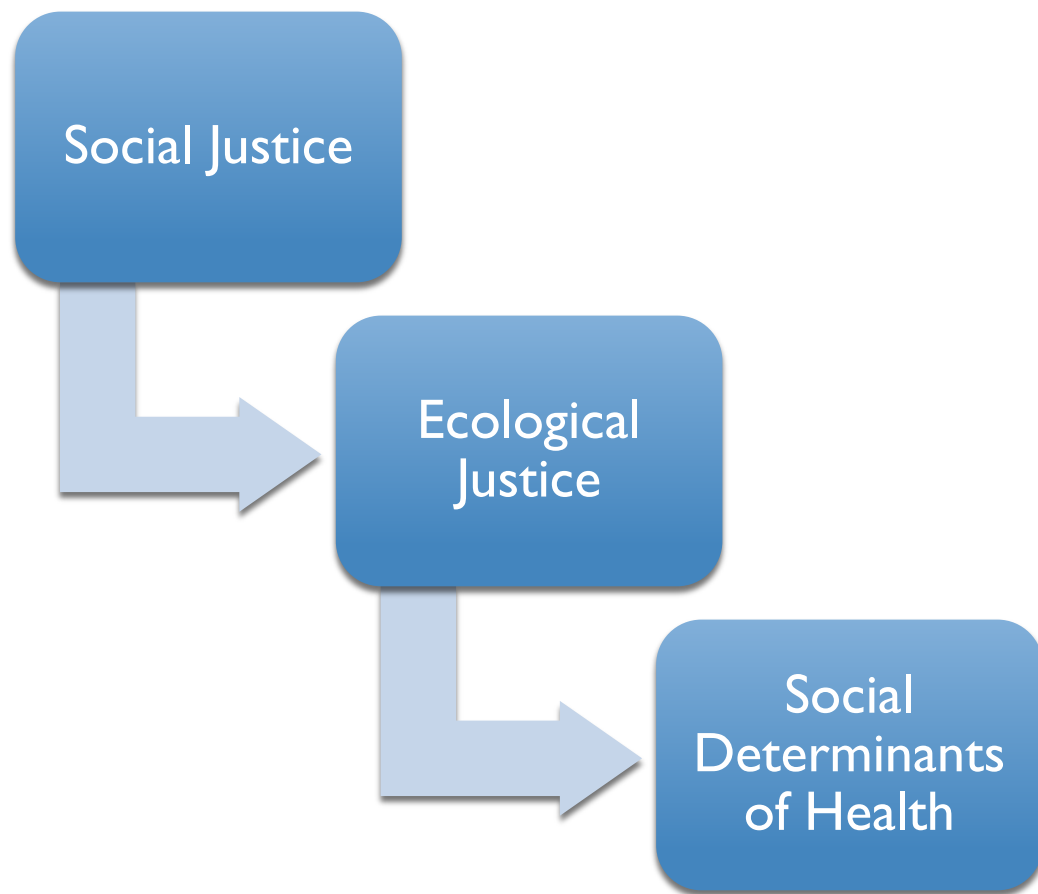 Social Justice
Ecological
Justice
Social
Determinants
of Health